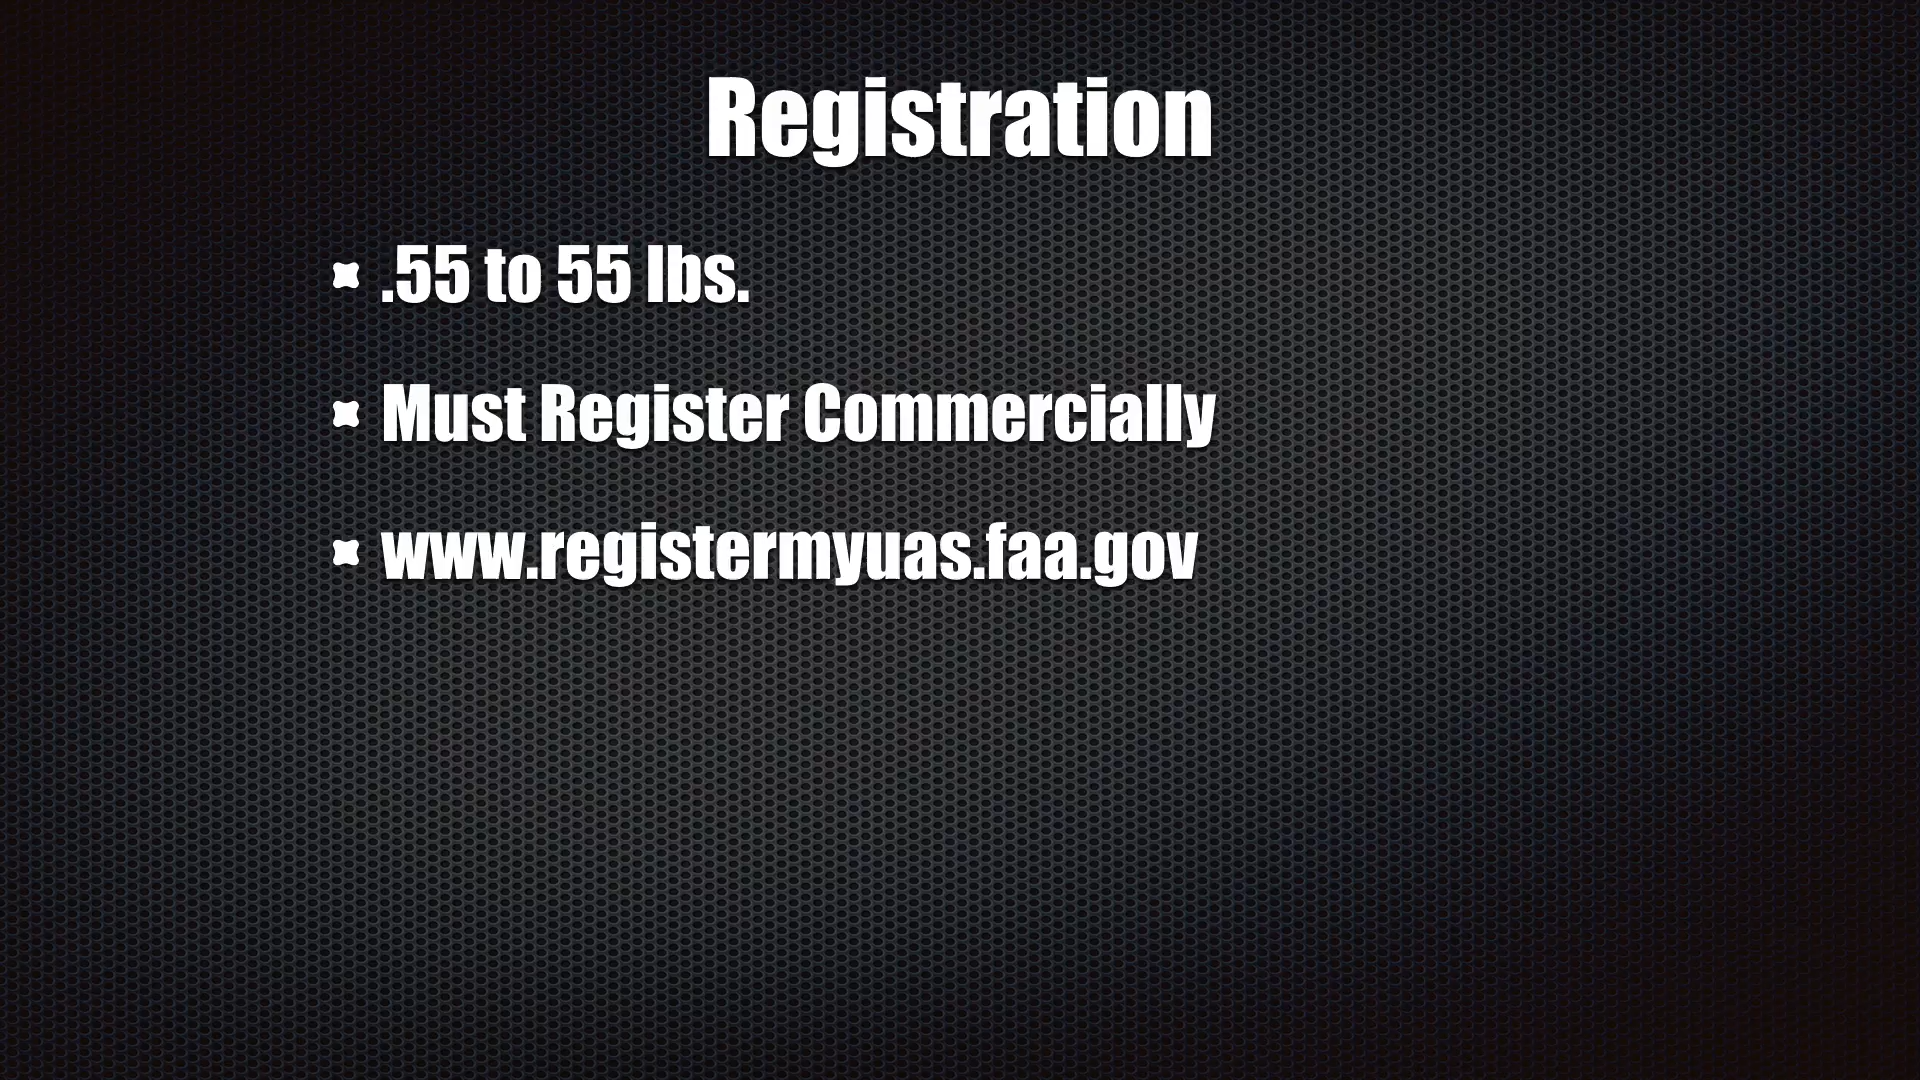 Registration
.55 to 55 lbs.
Must Register Commercially
www.registermyuas.faa.gov